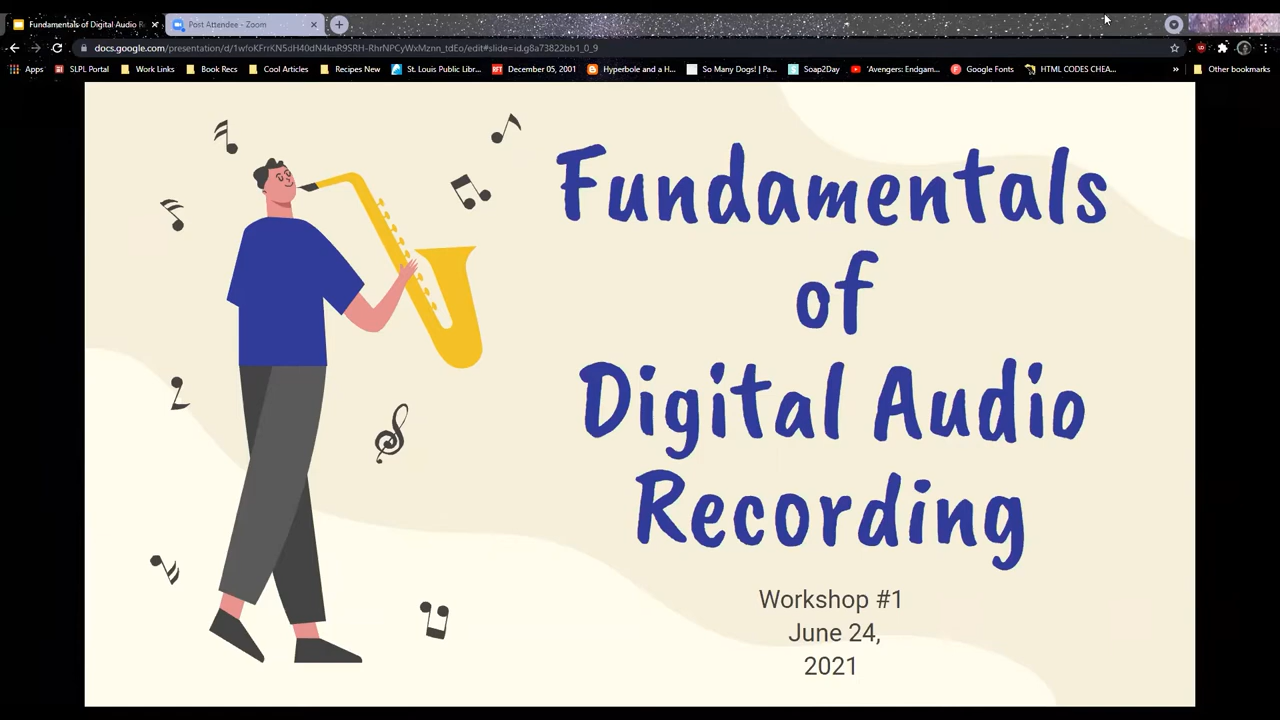 Fundamentals of Digital Audio R
Post Attendee - Zoom
docs.google.com/presentation/d/1wfoKFrrKN5dH40dN4knR9SRH-RhrNPCyWxMznn_tdEo/edit#slide=id.g8a73822bb1_0_9
Apps SLPL Portal Work Links Book Recs Cool Articles Recipes New St. Louis Public Libr... December 05, 2001 Hyperbole and a H... So Many Dogs! | Pa... Soap2Day 'Avengers: Endgam... Google Fonts HTML CODES CHEA... » Other bookmarks
Fundamentals
of
Digital Audio
Recording
Workshop #1
June 24,
2021